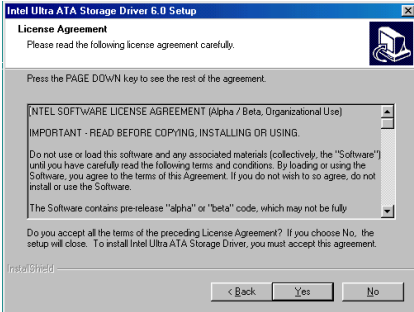 Intel Ultra ATA Storage Driver 6.0 Setup
License Agreement
Please read the following license agreement carefully.
Press the PAGE DOWN key to see the rest of the agreement.
INTEL SOFTWARE LICENSE AGREEMENT (Alpha / Beta, Organizational Use)
IMPORTANT - READ BEFORE COPYING, INSTALLING OR USING.
Do not use or load this software and any associated materials (collectively, the "Software")
until you have carefully read the following terms and conditions. By loading or using the
Software, you agree to the terms of this Agreement. If you do not wish to so agree, do not
install or use the Software.
The Software contains pre-release "alpha" or "beta" code, which may not be fully
Do you accept all the terms of the preceding License Agreement? If you choose No, the
setup will close. To install Intel Ultra ATA Storage Driver, you must accept this agreement.
InstallShield
< Back
Yes
No